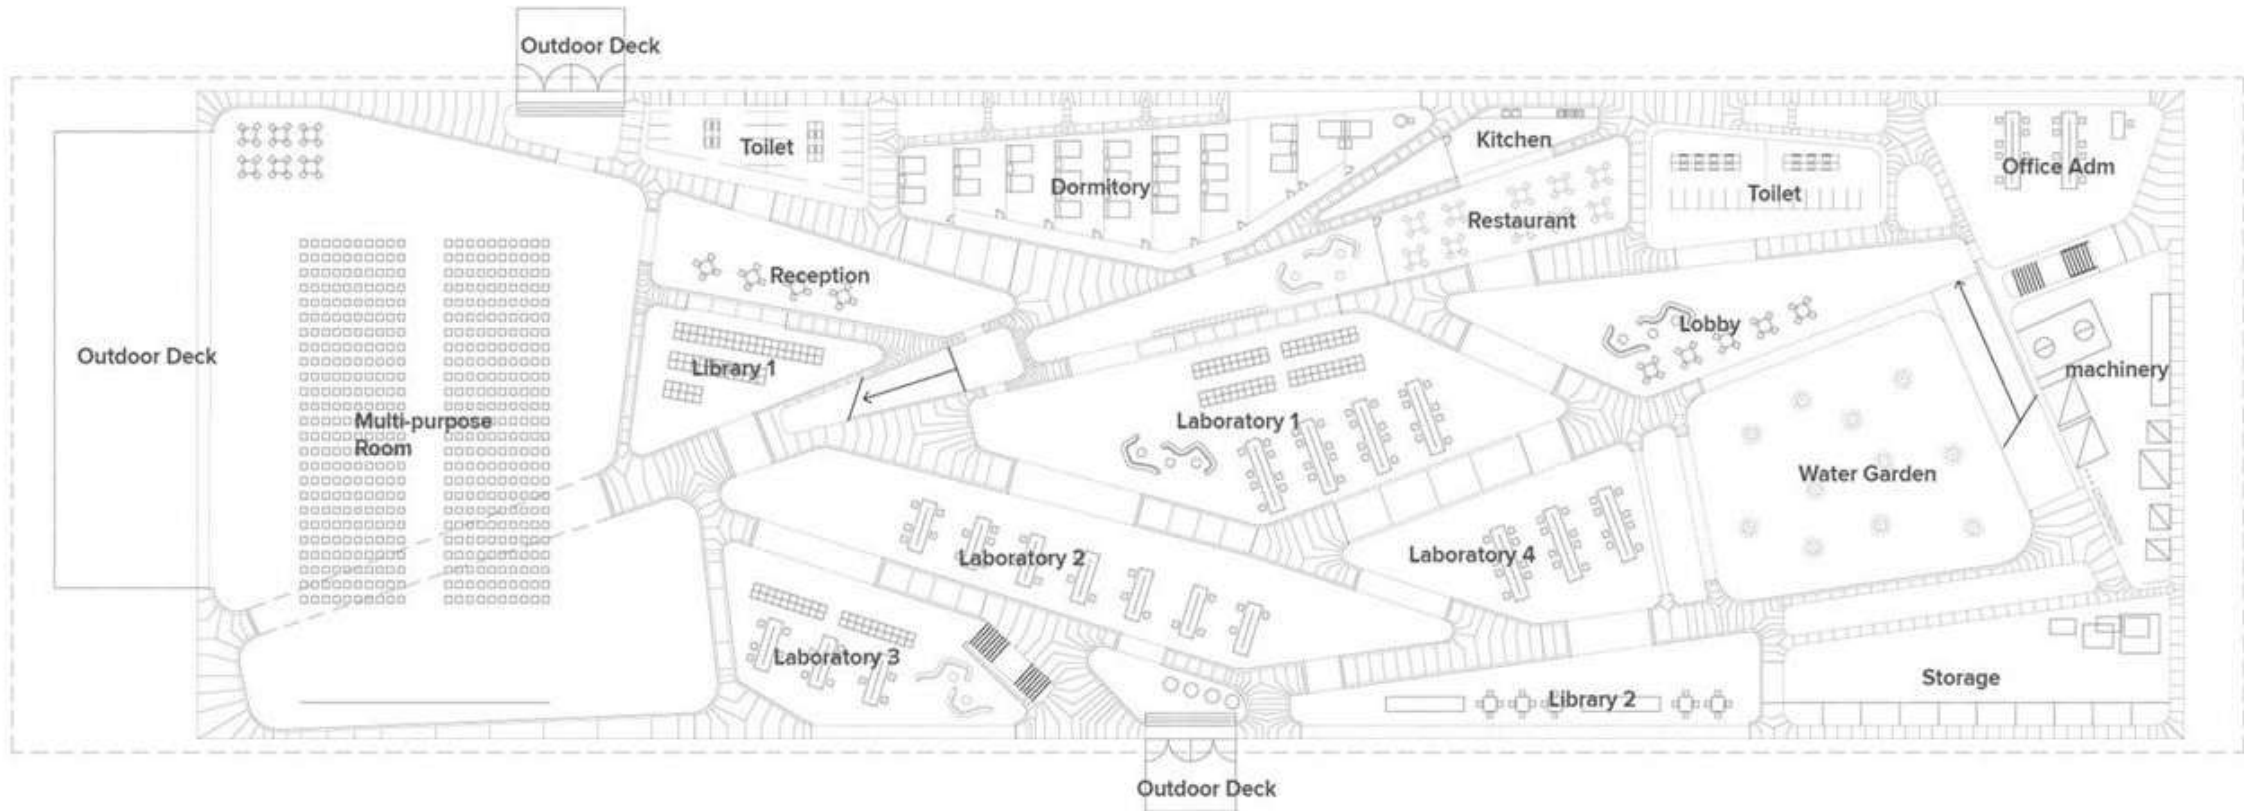 Outdoor Deck
Toilet
Kitchen
Dormitory
Office Adm
Toilet
Restaurant
Reception
Lobby
Outdoor Deck
Library 1
machinery
Multi-purpose
Room
Laboratory 1
Water Garden
Laboratory 2
Laboratory 4
Laboratory 3
Storage
Library 2
Outdoor Deck